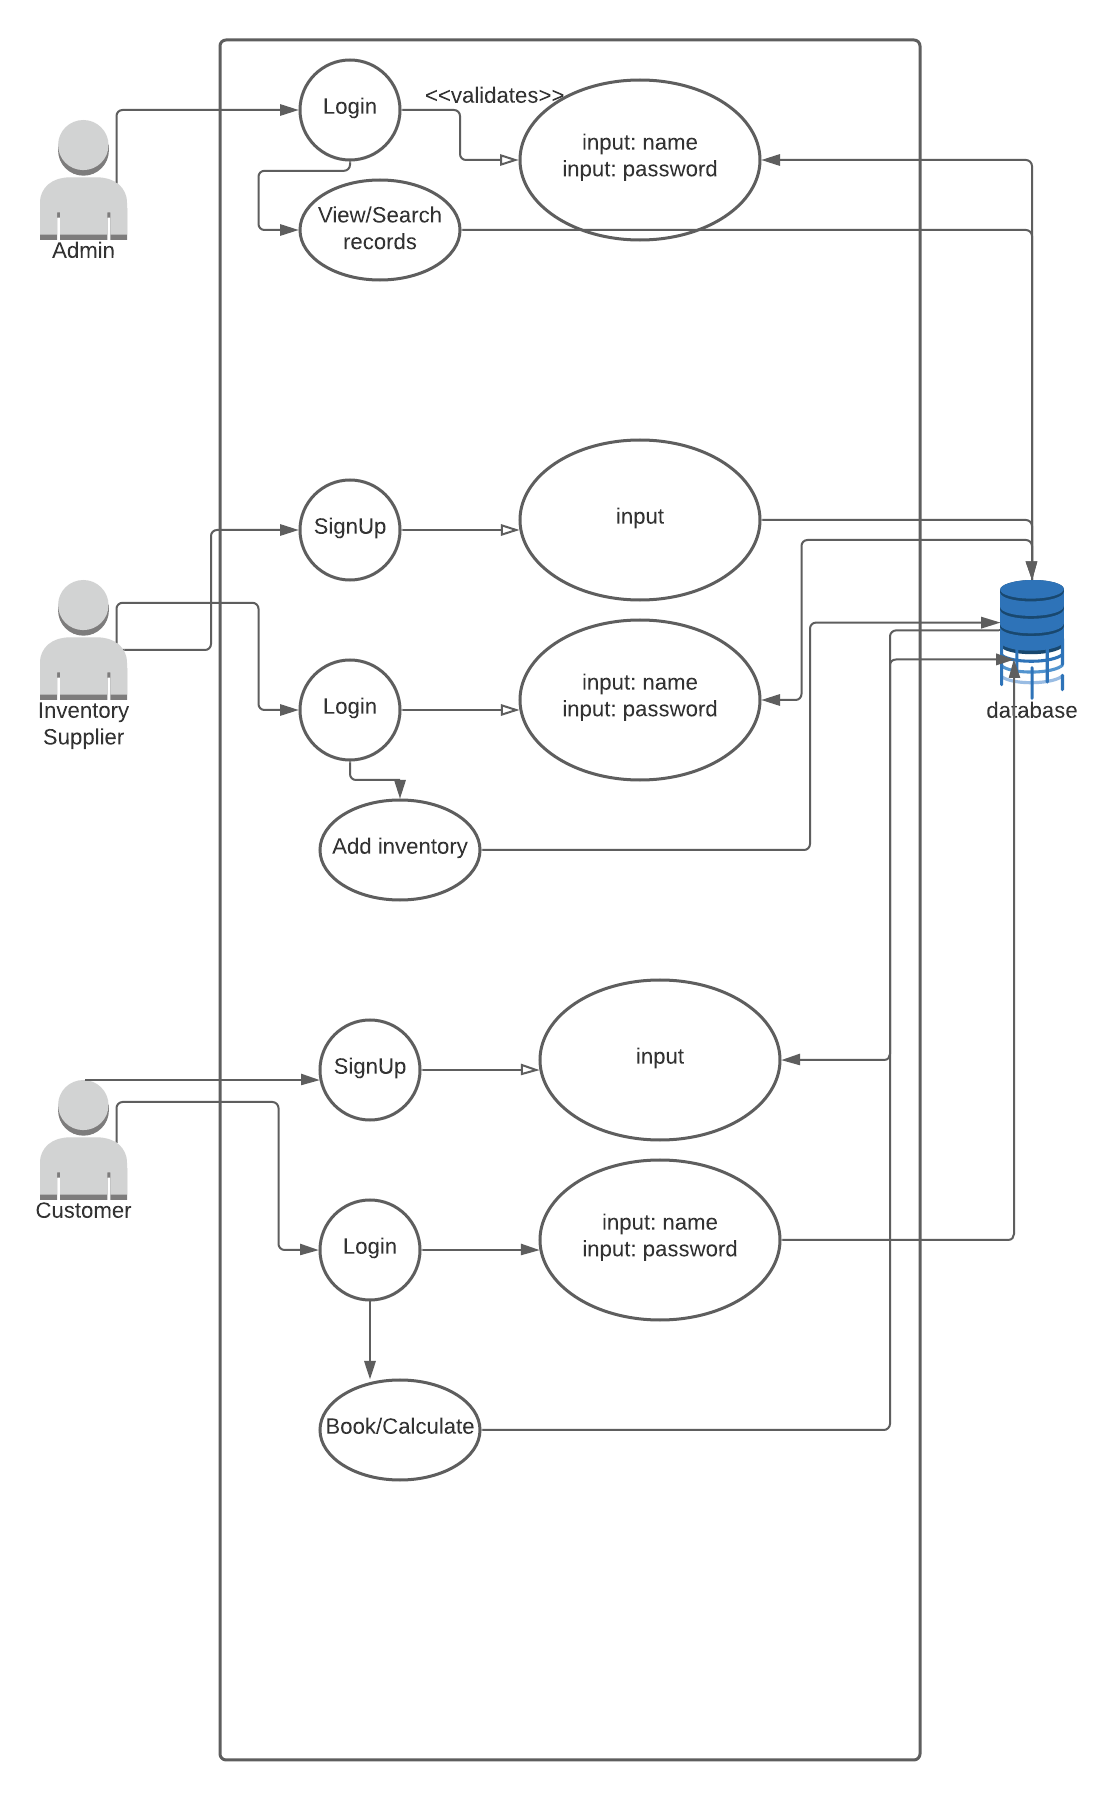 Login
<<validates>>
input: name
input: password
Admin
View/Search
records
SignUp
input
Inventory
Supplier
Login
input: name
input: password
database
Add inventory
SignUp
input
Customer
Login
input: name
input: password
Book/Calculate